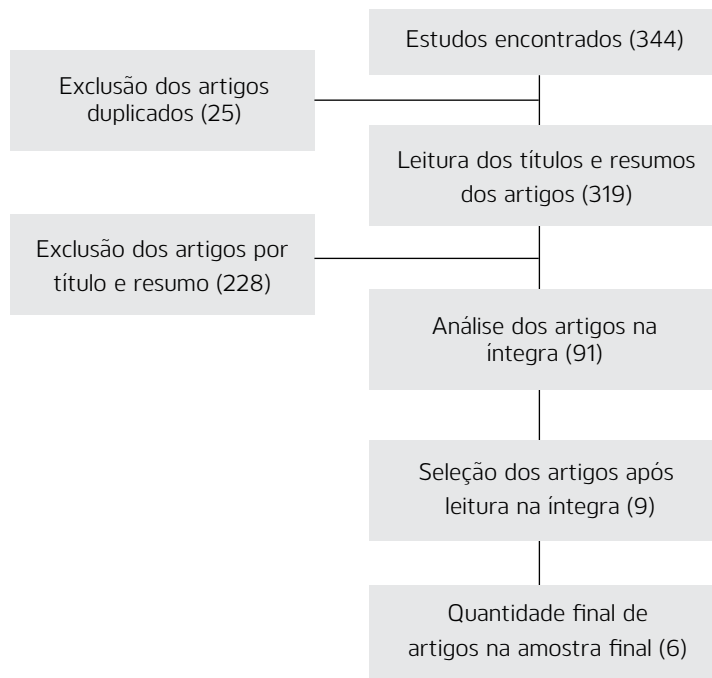 Estudos encontrados (344)
Exclusão dos artigos
duplicados (25)
Leitura dos títulos e resumos
dos artigos (319)
Exclusão dos artigos por
título e resumo (228)
Análise dos artigos na
íntegra (91)
Seleção dos artigos após
leitura na íntegra (9)
Quantidade final de
artigos na amostra final (6)